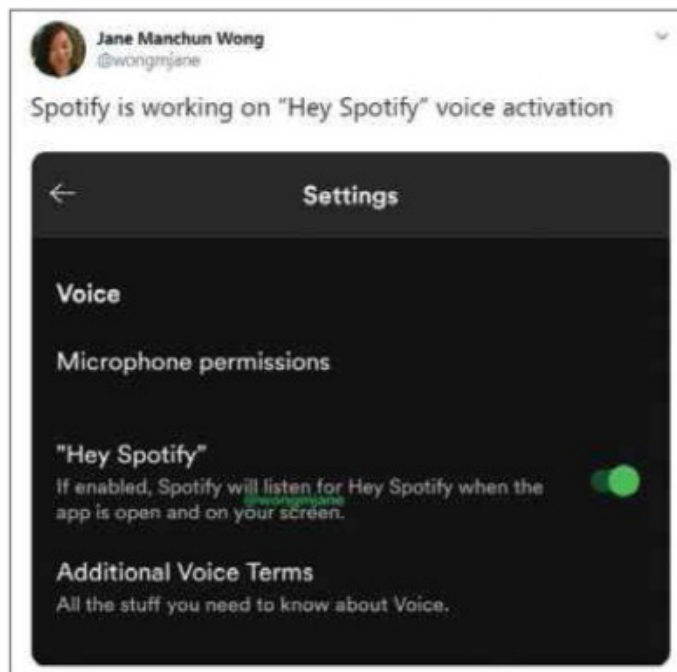 Jane Manchun Wong
@wongmjane
Spotify is working on "Hey Spotify" voice activation
Settings
Voice
Microphone permissions
"Hey Spotify"
If enabled, Spotify will listen for Hey Spotify when the
@wongmjane
app is open and on your screen.
Additional Voice Terms
All the stuff you need to know about Voice.